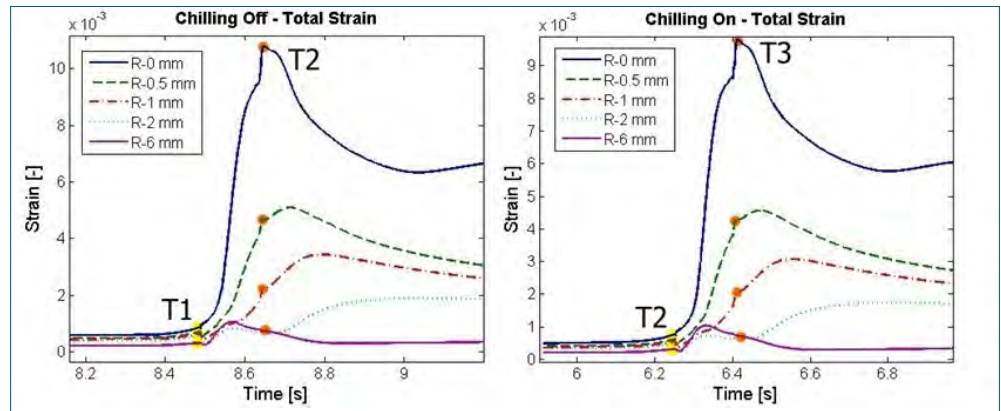 Chilling Off - Total Strain
x 10⁻³
T2
R-0 mm
R-0.5 mm
R-1 mm
R-2 mm
R-6 mm
10
8
6
4
2
0
Strain [-]
T1
8.2
8.4
8.6
8.8
9
Time [s]
Chilling On - Total Strain
x 10⁻³
T3
R-0 mm
R-0.5 mm
R-1 mm
R-2 mm
R-6 mm
9
8
7
6
5
4
3
2
1
0
Strain [-]
T2
6
6.2
6.4
6.6
6.8
Time [s]